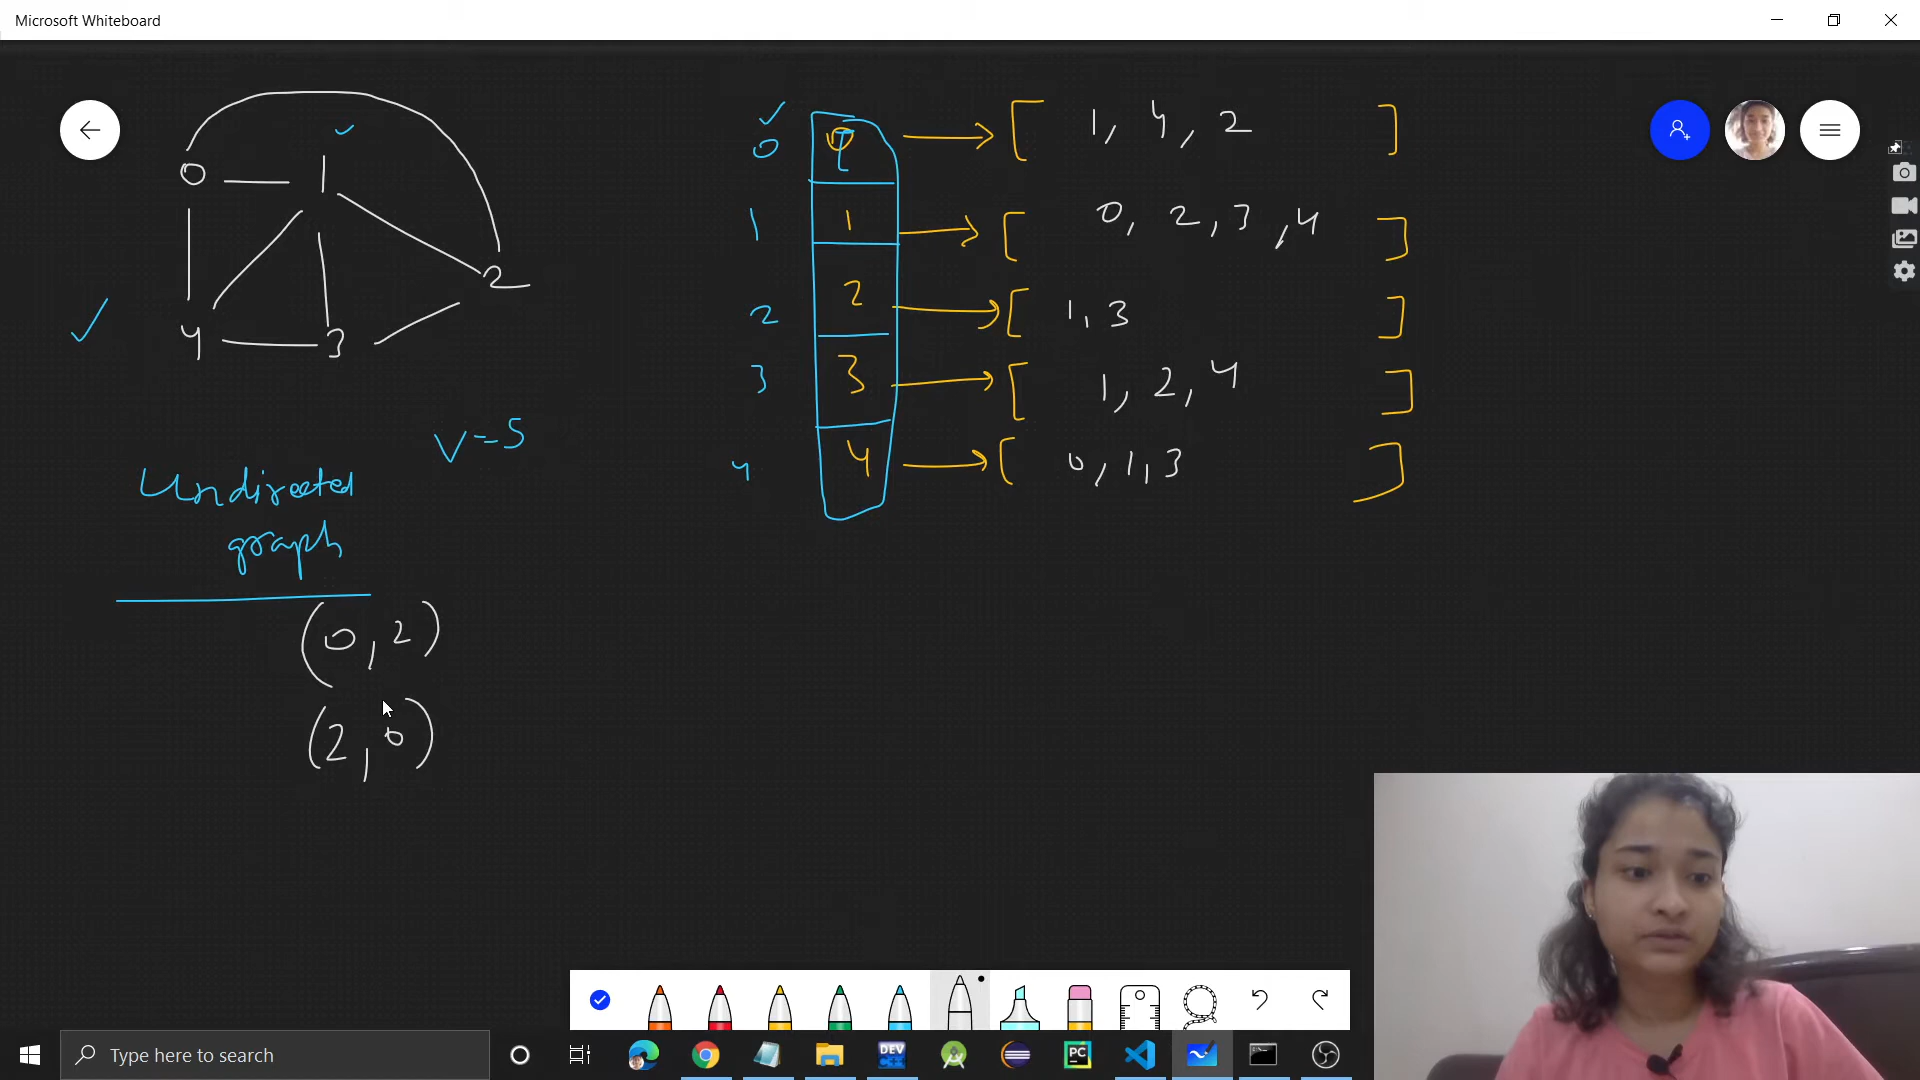 Microsoft Whiteboard
0 1
2
4 3
V=5
Undirected
graph
(0,2)
(2,0)
0 [ 1, 4, 2 ]
1 1 [ 0, 2, 3, 4 ]
2 2 [ 1, 3 ]
3 3 [ 1, 2, 4 ]
4 4 [ 0, 1, 3 ]
Type here to search
DEV
C++
PC